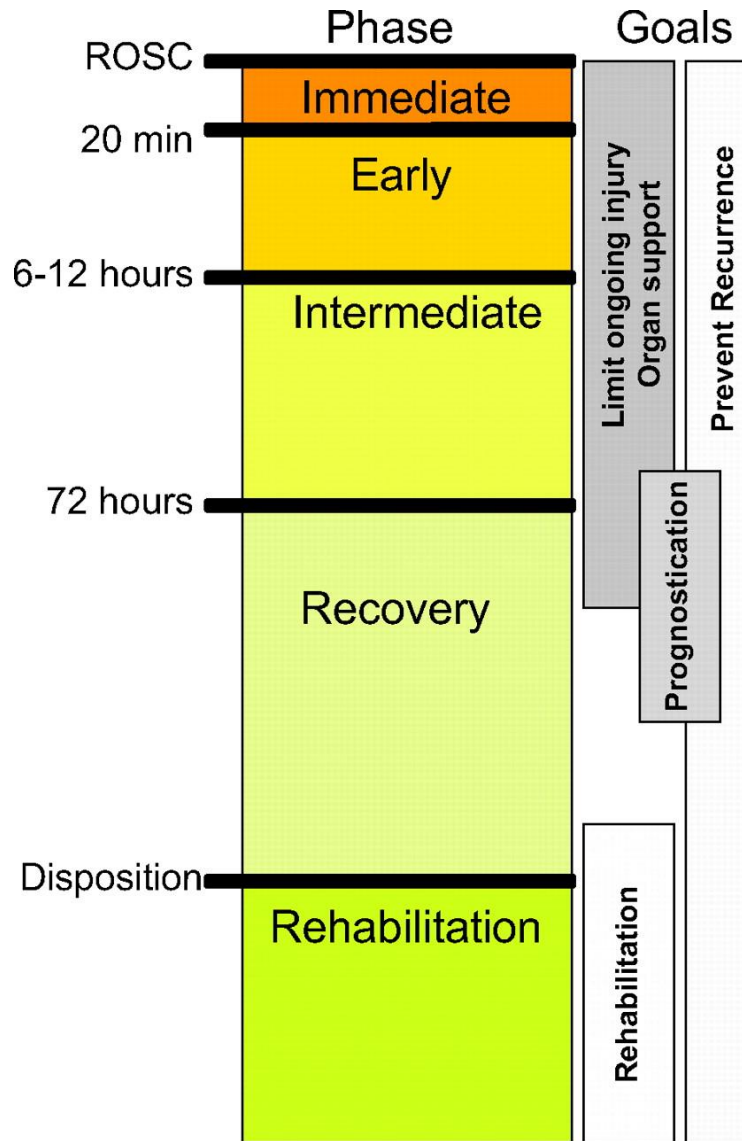 Phase
Goals
ROSC
Immediate
20 min
Early
6-12 hours
Intermediate
72 hours
Recovery
Disposition
Rehabilitation
Limit ongoing injury
Organ support
Prevent Recurrence
Prognostication
Rehabilitation